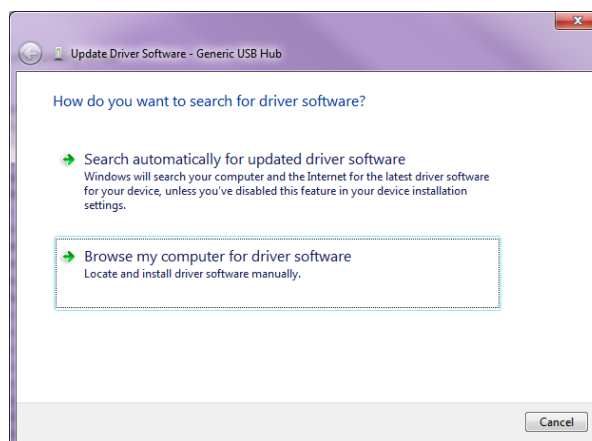 Update Driver Software - Generic USB Hub
How do you want to search for driver software?
Search automatically for updated driver software
Windows will search your computer and the Internet for the latest driver software
for your device, unless you've disabled this feature in your device installation
settings.
Browse my computer for driver software
Locate and install driver software manually.
Cancel